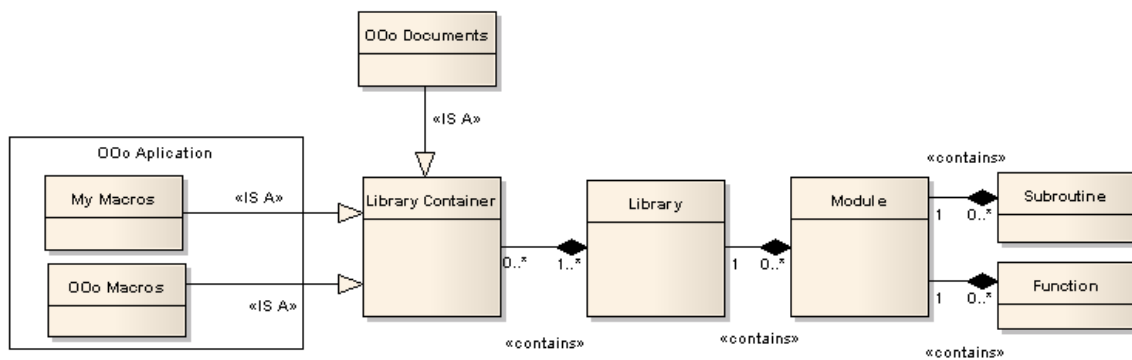 OOo Documents
«IS A»
OOo Aplication
My Macros
«IS A»
OOo Macros
«IS A»
Library Container
0..*
1..*
«contains»
Library
1
0..*
«contains»
Module
«contains»
1
0..*
Subroutine
1
0..*
Function
«contains»